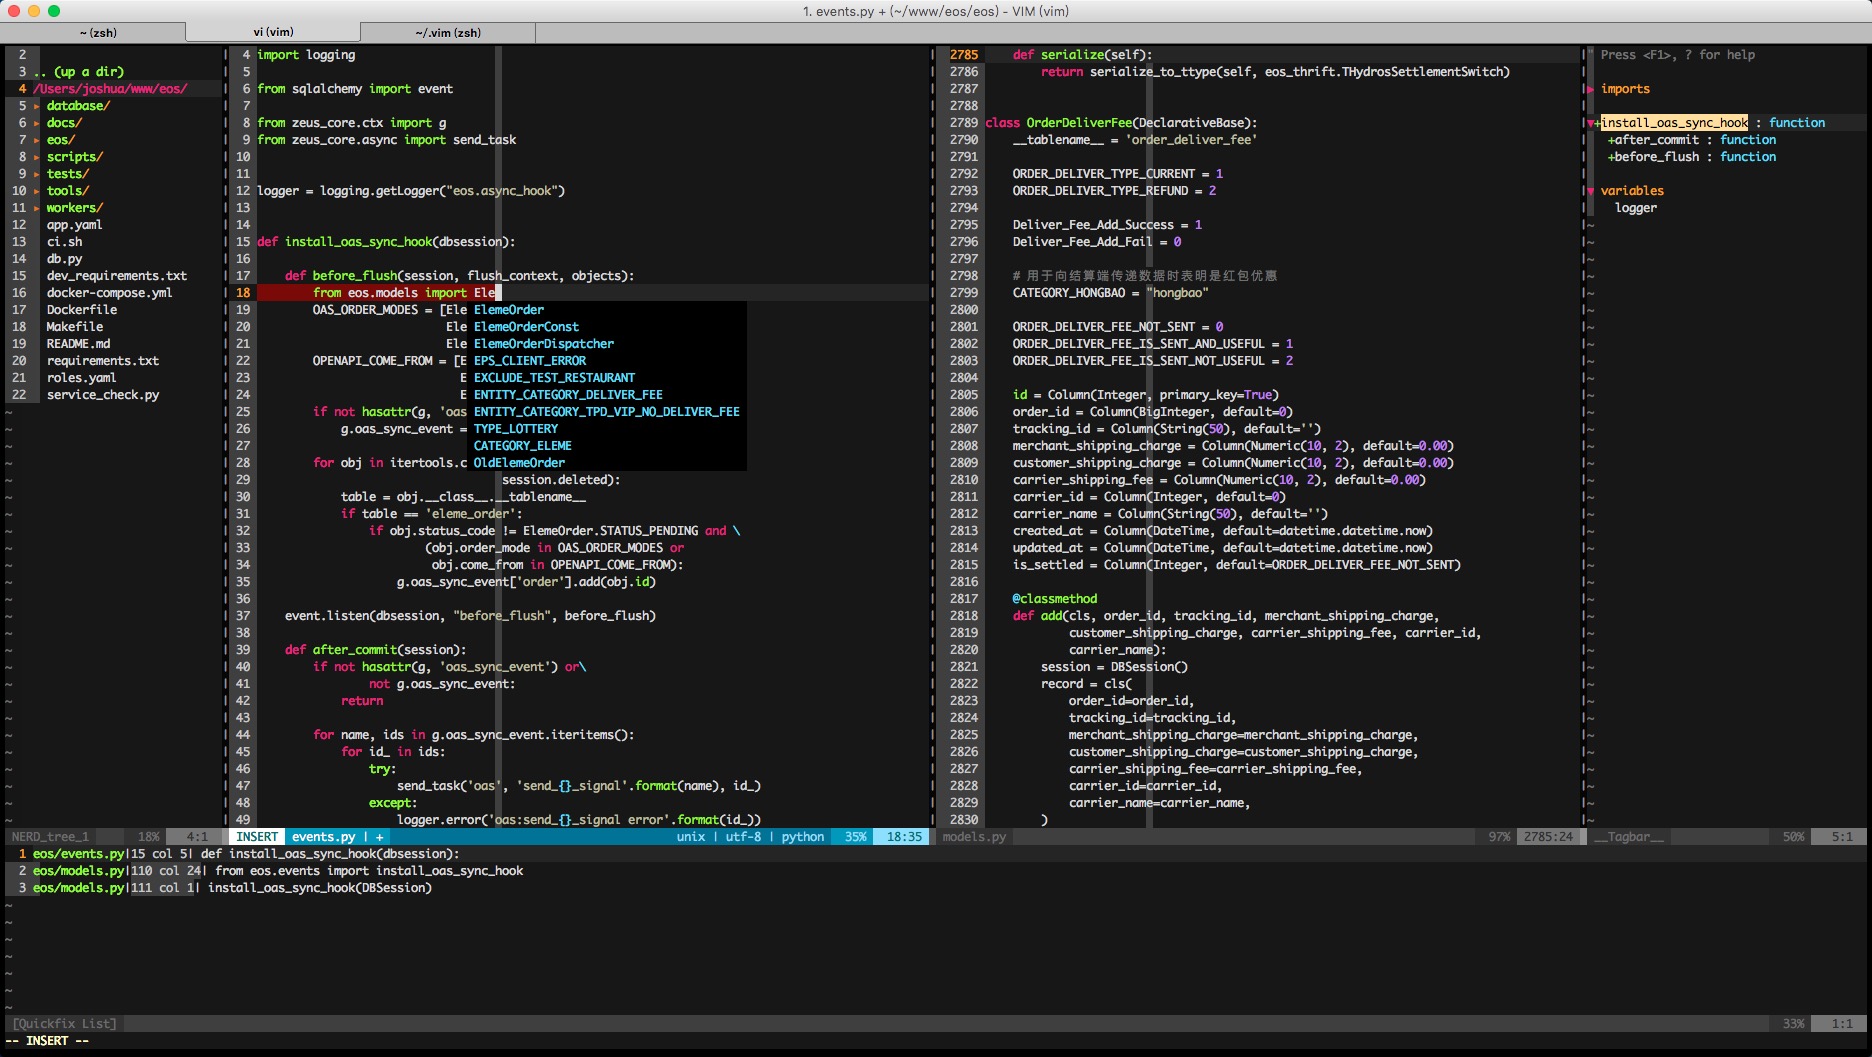 1. events.py + (~/www/eos/eos) - VIM (vim)
~ (zsh)
vi (vim)
~/.vim (zsh)
2
3 .. (up a dir)
4 /Users/joshua/www/eos/
5 ▸ database/
6 ▸ docs/
7 ▸ eos/
8 ▸ scripts/
9 ▸ tests/
10 ▸ tools/
11 ▸ workers/
12 app.yaml
13 ci.sh
14 db.py
15 dev_requirements.txt
16 docker-compose.yml
17 Dockerfile
18 Makefile
19 README.md
20 requirements.txt
21 roles.yaml
22 service_check.py
NERD_tree_1 18% 4:1
4 import logging
5
6 from sqlalchemy import event
7
8 from zeus_core.ctx import g
9 from zeus_core.async import send_task
10
11
12 logger = logging.getLogger("eos.async_hook")
13
14
15 def install_oas_sync_hook(dbsession):
16
17 def before_flush(session, flush_context, objects):
18 from eos.models import Ele
19 OAS_ORDER_MODES = [Ele
20 Ele
21 Ele
22 OPENAPI_COME_FROM = [E
23 E
24 E
25 if not hasattr(g, 'oas
26 g.oas_sync_event =
27
28 for obj in itertools.c
29 session.deleted):
30 table = obj.__class__.__tablename__
31 if table == 'eleme_order':
32 if obj.status_code != ElemeOrder.STATUS_PENDING and \
33 (obj.order_mode in OAS_ORDER_MODES or
34 obj.come_from in OPENAPI_COME_FROM):
35 g.oas_sync_event['order'].add(obj.id)
36
37 event.listen(dbsession, "before_flush", before_flush)
38
39 def after_commit(session):
40 if not hasattr(g, 'oas_sync_event') or\
41 not g.oas_sync_event:
42 return
43
44 for name, ids in g.oas_sync_event.iteritems():
45 for id_ in ids:
46 try:
47 send_task('oas', 'send_{}_signal'.format(name), id_)
48 except:
49 logger.error('oas:send_{}_signal error'.format(id_))
ElemeOrder
ElemeOrderConst
ElemeOrderDispatcher
EPS_CLIENT_ERROR
EXCLUDE_TEST_RESTAURANT
ENTITY_CATEGORY_DELIVER_FEE
ENTITY_CATEGORY_TPD_VIP_NO_DELIVER_FEE
TYPE_LOTTERY
CATEGORY_ELEME
OldElemeOrder
INSERT events.py | + unix | utf-8 | python 35% 18:35
2785 def serialize(self):
2786 return serialize_to_ttype(self, eos_thrift.THydrosSettlementSwitch)
2787
2788
2789 class OrderDeliverFee(DeclarativeBase):
2790 __tablename__ = 'order_deliver_fee'
2791
2792 ORDER_DELIVER_TYPE_CURRENT = 1
2793 ORDER_DELIVER_TYPE_REFUND = 2
2794
2795 Deliver_Fee_Add_Success = 1
2796 Deliver_Fee_Add_Fail = 0
2797
2798 # 用于向结算端传递数据时表明是红包优惠
2799 CATEGORY_HONGBAO = "hongbao"
2800
2801 ORDER_DELIVER_FEE_NOT_SENT = 0
2802 ORDER_DELIVER_FEE_IS_SENT_AND_USEFUL = 1
2803 ORDER_DELIVER_FEE_IS_SENT_NOT_USEFUL = 2
2804
2805 id = Column(Integer, primary_key=True)
2806 order_id = Column(BigInteger, default=0)
2807 tracking_id = Column(String(50), default='')
2808 merchant_shipping_charge = Column(Numeric(10, 2), default=0.00)
2809 customer_shipping_charge = Column(Numeric(10, 2), default=0.00)
2810 carrier_shipping_fee = Column(Numeric(10, 2), default=0.00)
2811 carrier_id = Column(Integer, default=0)
2812 carrier_name = Column(String(50), default='')
2813 created_at = Column(DateTime, default=datetime.datetime.now)
2814 updated_at = Column(DateTime, default=datetime.datetime.now)
2815 is_settled = Column(Integer, default=ORDER_DELIVER_FEE_NOT_SENT)
2816
2817 @classmethod
2818 def add(cls, order_id, tracking_id, merchant_shipping_charge,
2819 customer_shipping_charge, carrier_shipping_fee, carrier_id,
2820 carrier_name):
2821 session = DBSession()
2822 record = cls(
2823 order_id=order_id,
2824 tracking_id=tracking_id,
2825 merchant_shipping_charge=merchant_shipping_charge,
2826 customer_shipping_charge=customer_shipping_charge,
2827 carrier_shipping_fee=carrier_shipping_fee,
2828 carrier_id=carrier_id,
2829 carrier_name=carrier_name,
2830 )
models.py 97% 2785:24
" Press <F1>, ? for help
▶ imports
▼+install_oas_sync_hook : function
+after_commit : function
+before_flush : function
▼ variables
logger
__Tagbar__ 50% 5:1
1 eos/events.py|15 col 5| def install_oas_sync_hook(dbsession):
2 eos/models.py|110 col 24| from eos.events import install_oas_sync_hook
3 eos/models.py|111 col 1| install_oas_sync_hook(DBSession)
[Quickfix List] 33% 1:1
-- INSERT --